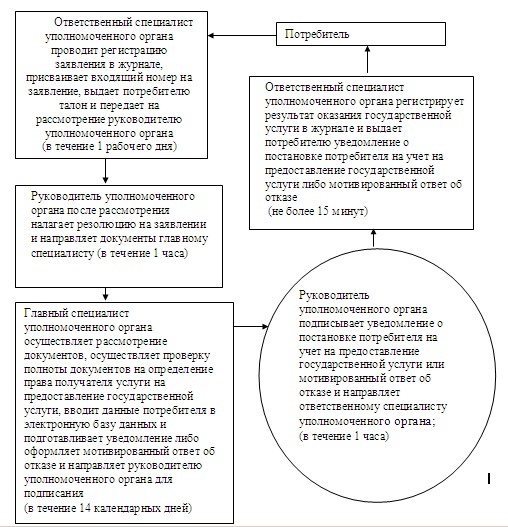 Потребитель
Ответственный специалист
уполномоченного органа
проводит регистрацию
заявления в журнале,
присваивает входящий номер на
заявление, выдает потребителю
талон и передает на
рассмотрение руководителю
уполномоченного органа
(в течение 1 рабочего дня)
Руководитель уполномоченного
органа после рассмотрения
налагает резолюцию на заявлении
и направляет документы главному
специалисту (в течение 1 часа)
Главный специалист
уполномоченного органа
осуществляет рассмотрение
документов, осуществляет проверку
полноты документов на определение
права получателя услуги на
предоставление государственной
услуги, вводит данные потребителя в
электронную базу данных и
подготавливает уведомление либо
оформляет мотивированный ответ об
отказе и направляет руководителю
уполномоченного органа для
подписания
(в течение 14 календарных дней)
Руководитель
уполномоченного органа
подписывает уведомление о
постановке потребителя на
учет на предоставление
государственной услуги или
мотивированный ответ об
отказе и направляет
ответственному специалисту
уполномоченного органа;
(в течение 1 часа)
Ответственный специалист
уполномоченного органа регистрирует
результат оказания государственной
услуги в журнале и выдает
потребителю уведомление о
постановке потребителя на учет на
предоставление государственной
услуги либо мотивированный ответ об
отказе
(не более 15 минут)